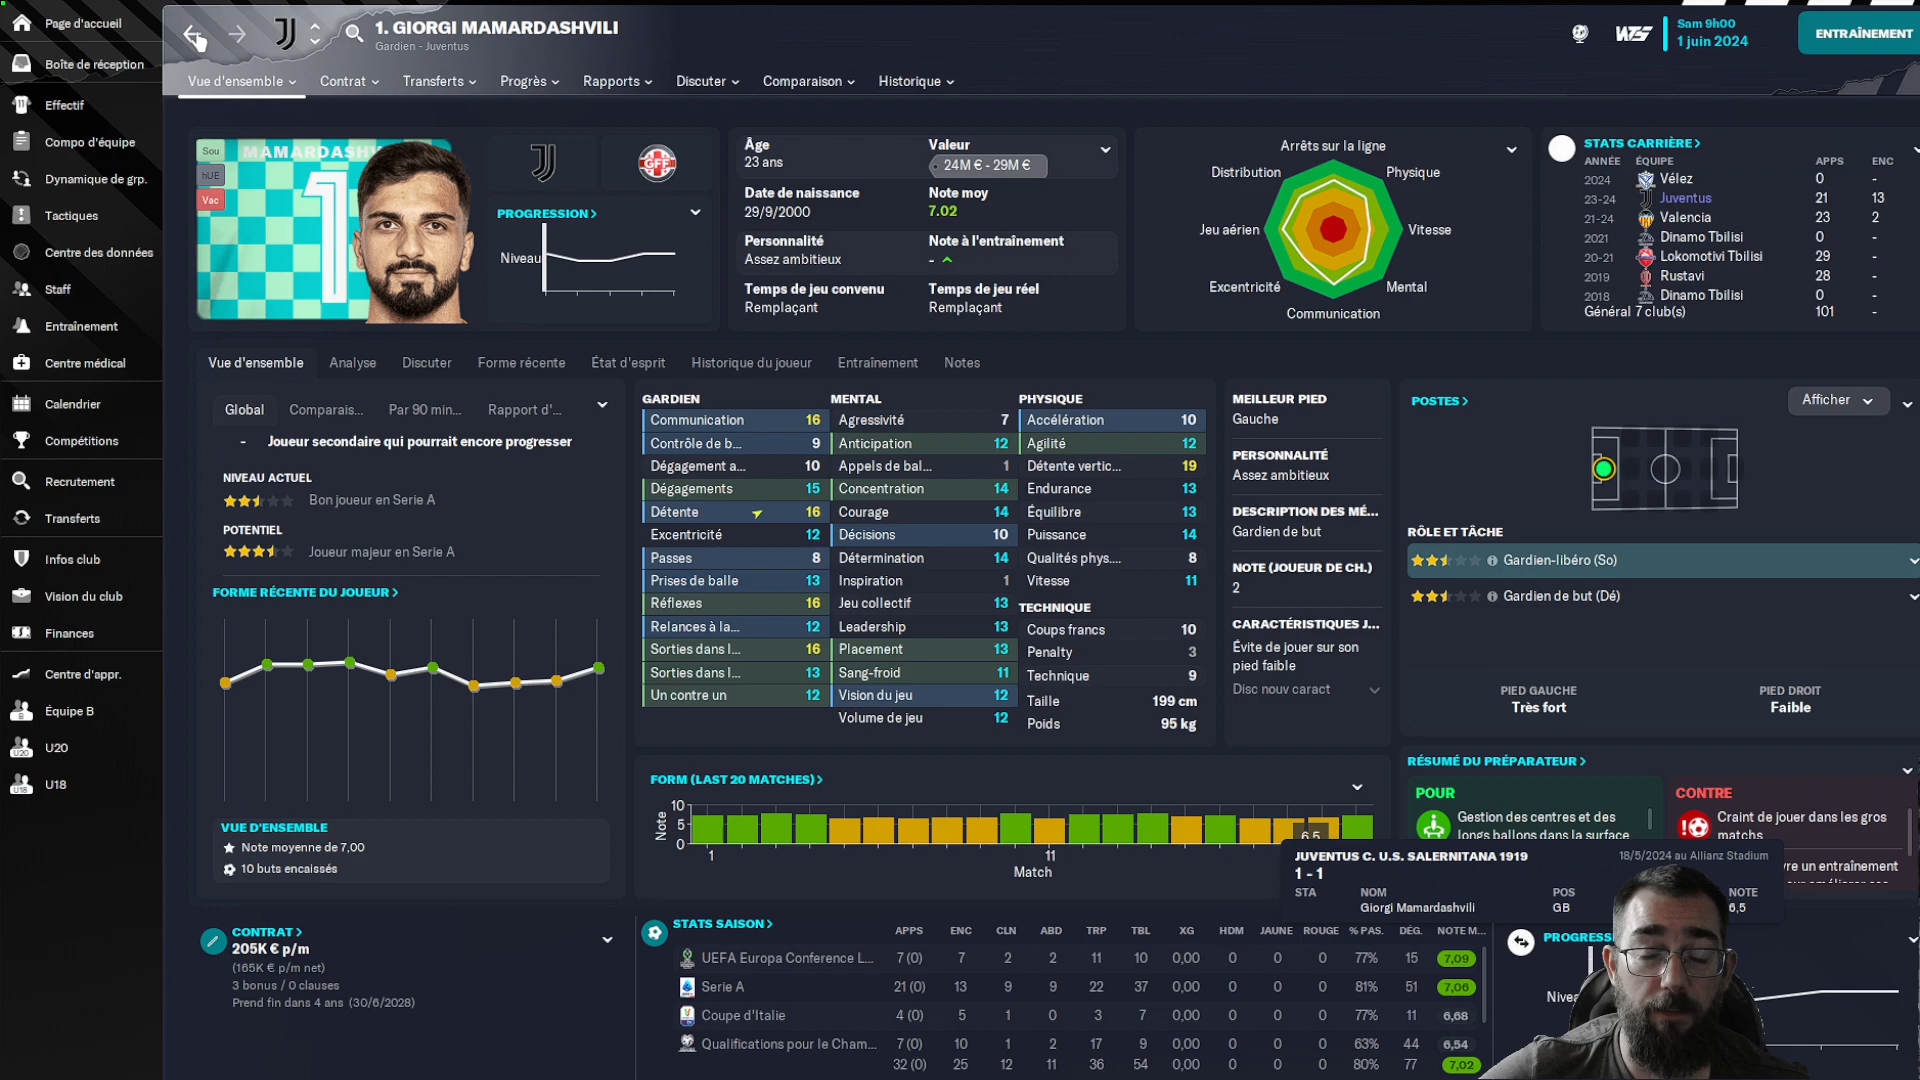 Page d'accueil
Boîte de réception
Effectif
Compo d'équipe
Dynamique de grp.
Tactiques
Centre des données
Staff
Entraînement
Centre médical
Calendrier
Compétitions
Recrutement
Transferts
Infos club
Vision du club
Finances
Centre d'appr.
Équipe B
U20
U18
1. GIORGI MAMARDASHVILI
Gardien - Juventus
Sam 9h00
1 juin 2024
ENTRAÎNEMENT
Vue d'ensemble
Contrat
Transferts
Progrès
Rapports
Discuter
Comparaison
Historique
Sou
hUE
Vac
1
GFF
PROGRESSION
Niveau
Âge
23 ans
Valeur
24M € - 29M €
Date de naissance
29/9/2000
Note moy
7.02
Personnalité
Assez ambitieux
Note à l'entraînement
-
Temps de jeu convenu
Remplaçant
Temps de jeu réel
Remplaçant
Arrêts sur la ligne
Distribution
Physique
Jeu aérien
Vitesse
Excentricité
Mental
Communication
STATS CARRIÈRE
ANNÉE ÉQUIPE APPS ENC
2024 Vélez 0 -
23-24 Juventus 21 13
21-24 Valencia 23 2
2021 Dinamo Tbilisi 0 -
20-21 Lokomotivi Tbilisi 29 -
2019 Rustavi 28 -
2018 Dinamo Tbilisi 0 -
Général 7 club(s) 101 -
Vue d'ensemble
Analyse
Discuter
Forme récente
État d'esprit
Historique du joueur
Entraînement
Notes
Global
Comparais...
Par 90 min...
Rapport d'...
- Joueur secondaire qui pourrait encore progresser
NIVEAU ACTUEL
Bon joueur en Serie A
POTENTIEL
Joueur majeur en Serie A
FORME RÉCENTE DU JOUEUR
VUE D'ENSEMBLE
Note moyenne de 7,00
10 buts encaissés
CONTRAT
205K € p/m
(165K € p/m net)
3 bonus / 0 clauses
Prend fin dans 4 ans (30/6/2028)
GARDIEN
Communication 16
Contrôle de b... 9
Dégagement a... 10
Dégagements 15
Détente 16
Excentricité 12
Passes 8
Prises de balle 13
Réflexes 16
Relances à la... 12
Sorties dans l... 16
Sorties dans l... 13
Un contre un 12
MENTAL
Agressivité 7
Anticipation 12
Appels de bal... 1
Concentration 14
Courage 14
Décisions 10
Détermination 14
Inspiration 1
Jeu collectif 13
Leadership 13
Placement 13
Sang-froid 11
Vision du jeu 12
Volume de jeu 12
PHYSIQUE
Accélération 10
Agilité 12
Détente vertic... 19
Endurance 13
Équilibre 13
Puissance 14
Qualités phys.... 8
Vitesse 11
TECHNIQUE
Coups francs 10
Penalty 3
Technique 9
Taille 199 cm
Poids 95 kg
MEILLEUR PIED
Gauche
PERSONNALITÉ
Assez ambitieux
DESCRIPTION DES MÉ...
Gardien de but
NOTE (JOUEUR DE CH.)
2
CARACTÉRISTIQUES J...
Évite de jouer sur son
pied faible
Disc nouv caract
POSTES
Afficher
RÔLE ET TÂCHE
Gardien-libéro (So)
Gardien de but (Dé)
PIED GAUCHE
Très fort
PIED DROIT
Faible
FORM (LAST 20 MATCHES)
Note
10
5
0
1
11
Match
6,5
RÉSUMÉ DU PRÉPARATEUR
POUR
Gestion des centres et des
longs ballons dans la surface
CONTRE
Craint de jouer dans les gros
matchs
JUVENTUS C. U.S. SALERNITANA 1919
18/5/2024 au Allianz Stadium
1 - 1
STA NOM POS NOTE
Giorgi Mamardashvili GB 6,5
STATS SAISON
APPS ENC CLN ABD TRP TBL XG HDM JAUNE ROUGE % PAS. DÉG. NOTE M...
UEFA Europa Conference L... 7 (0) 7 2 2 11 10 0,00 0 0 0 77% 15 7,09
Serie A 21 (0) 13 9 9 22 37 0,00 0 0 0 81% 51 7,06
Coupe d'Italie 4 (0) 5 1 0 3 7 0,00 0 0 0 77% 11 6,68
Qualifications pour le Cham... 7 (0) 10 1 2 17 9 0,00 0 0 0 63% 44 6,54
32 (0) 25 12 11 36 54 0,00 0 0 0 80% 77 7,02